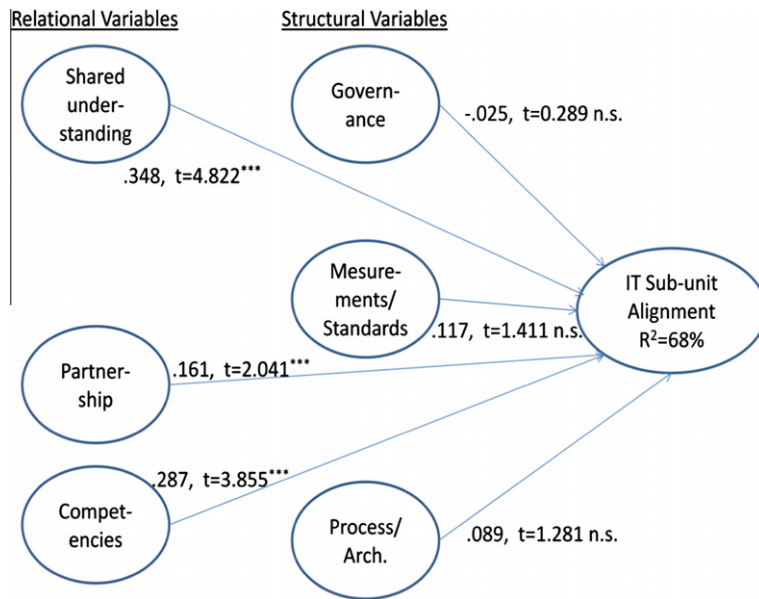 Relational Variables
Structural Variables
Shared
under-
standing
Govern-
ance
-.025, t=0.289 n.s.
.348, t=4.822***
Mesure-
ments/
Standards
IT Sub-unit
Alignment
R²=68%
.117, t=1.411 n.s.
Partner-
ship
.161, t=2.041***
.287, t=3.855***
Compet-
encies
Process/
Arch.
.089, t=1.281 n.s.